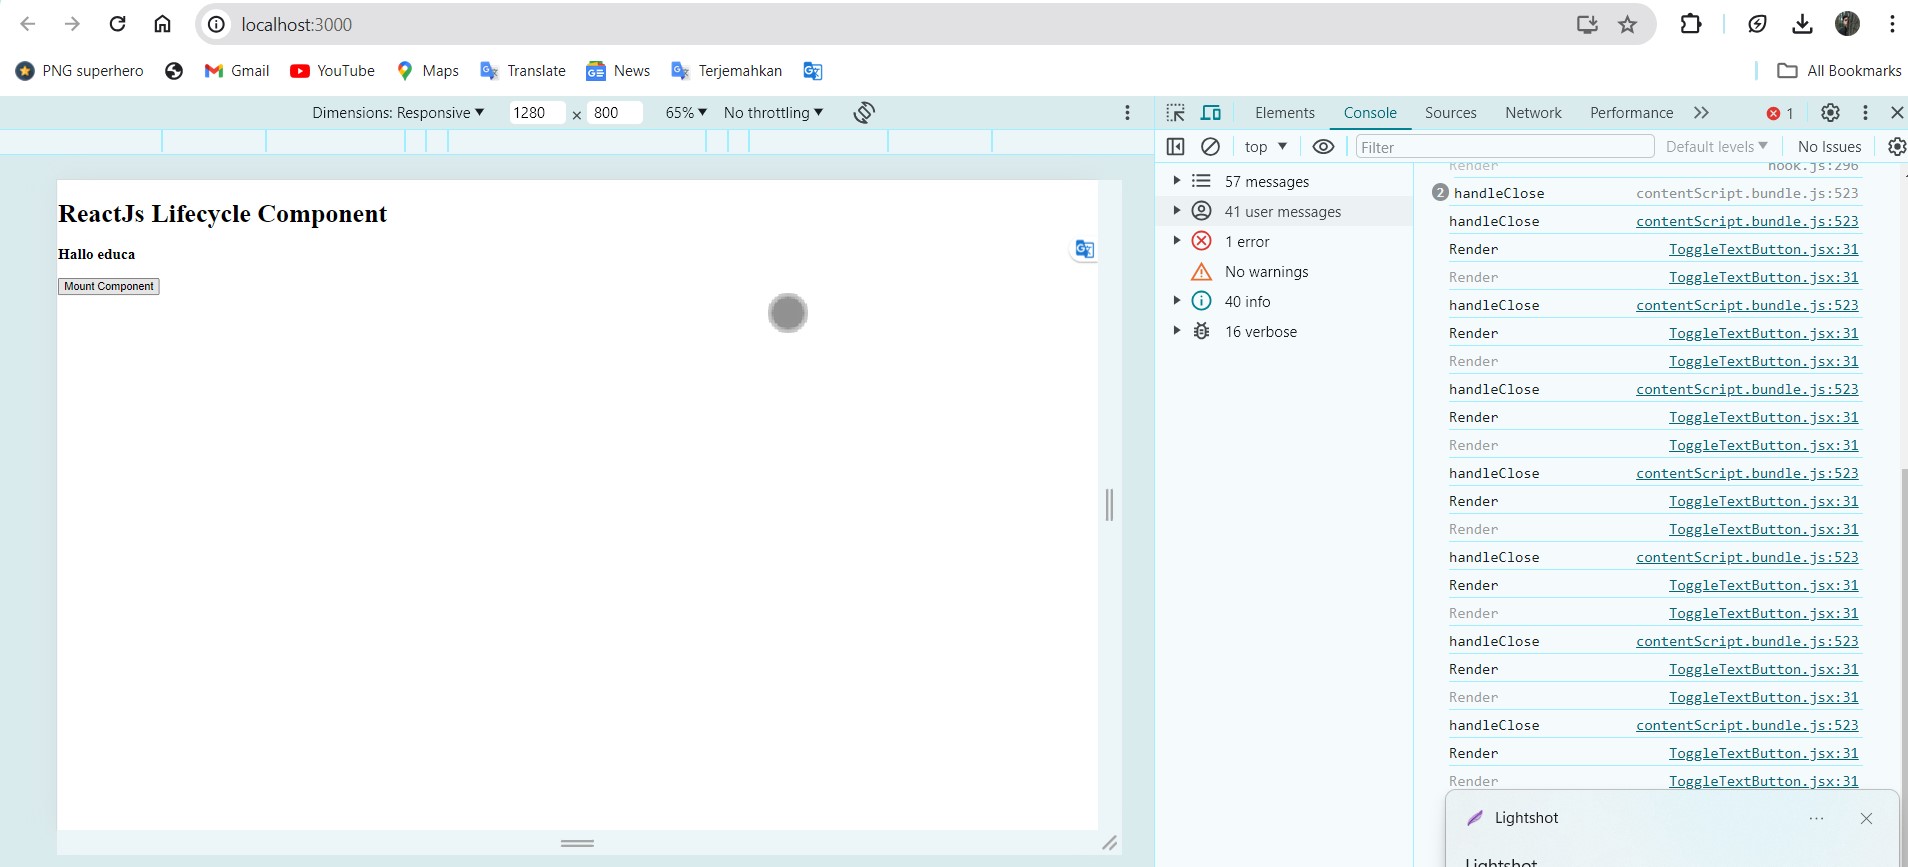 localhost:3000
PNG superhero Gmail YouTube Maps Translate News Terjemahkan All Bookmarks
Dimensions: Responsive 1280 × 800 65% No throttling
Elements Console Sources Network Performance 1
top Filter Default levels No Issues
ReactJs Lifecycle Component
Hallo educa
Mount Component
57 messages
41 user messages
1 error
No warnings
40 info
16 verbose
Render hook.js:296
2 handleClose contentScript.bundle.js:523
handleClose contentScript.bundle.js:523
Render ToggleTextButton.jsx:31
Render ToggleTextButton.jsx:31
handleClose contentScript.bundle.js:523
Render ToggleTextButton.jsx:31
Render ToggleTextButton.jsx:31
handleClose contentScript.bundle.js:523
Render ToggleTextButton.jsx:31
Render ToggleTextButton.jsx:31
handleClose contentScript.bundle.js:523
Render ToggleTextButton.jsx:31
Render ToggleTextButton.jsx:31
handleClose contentScript.bundle.js:523
Render ToggleTextButton.jsx:31
Render ToggleTextButton.jsx:31
handleClose contentScript.bundle.js:523
Render ToggleTextButton.jsx:31
Render ToggleTextButton.jsx:31
handleClose contentScript.bundle.js:523
Render ToggleTextButton.jsx:31
Render ToggleTextButton.jsx:31
Lightshot
Lightshot